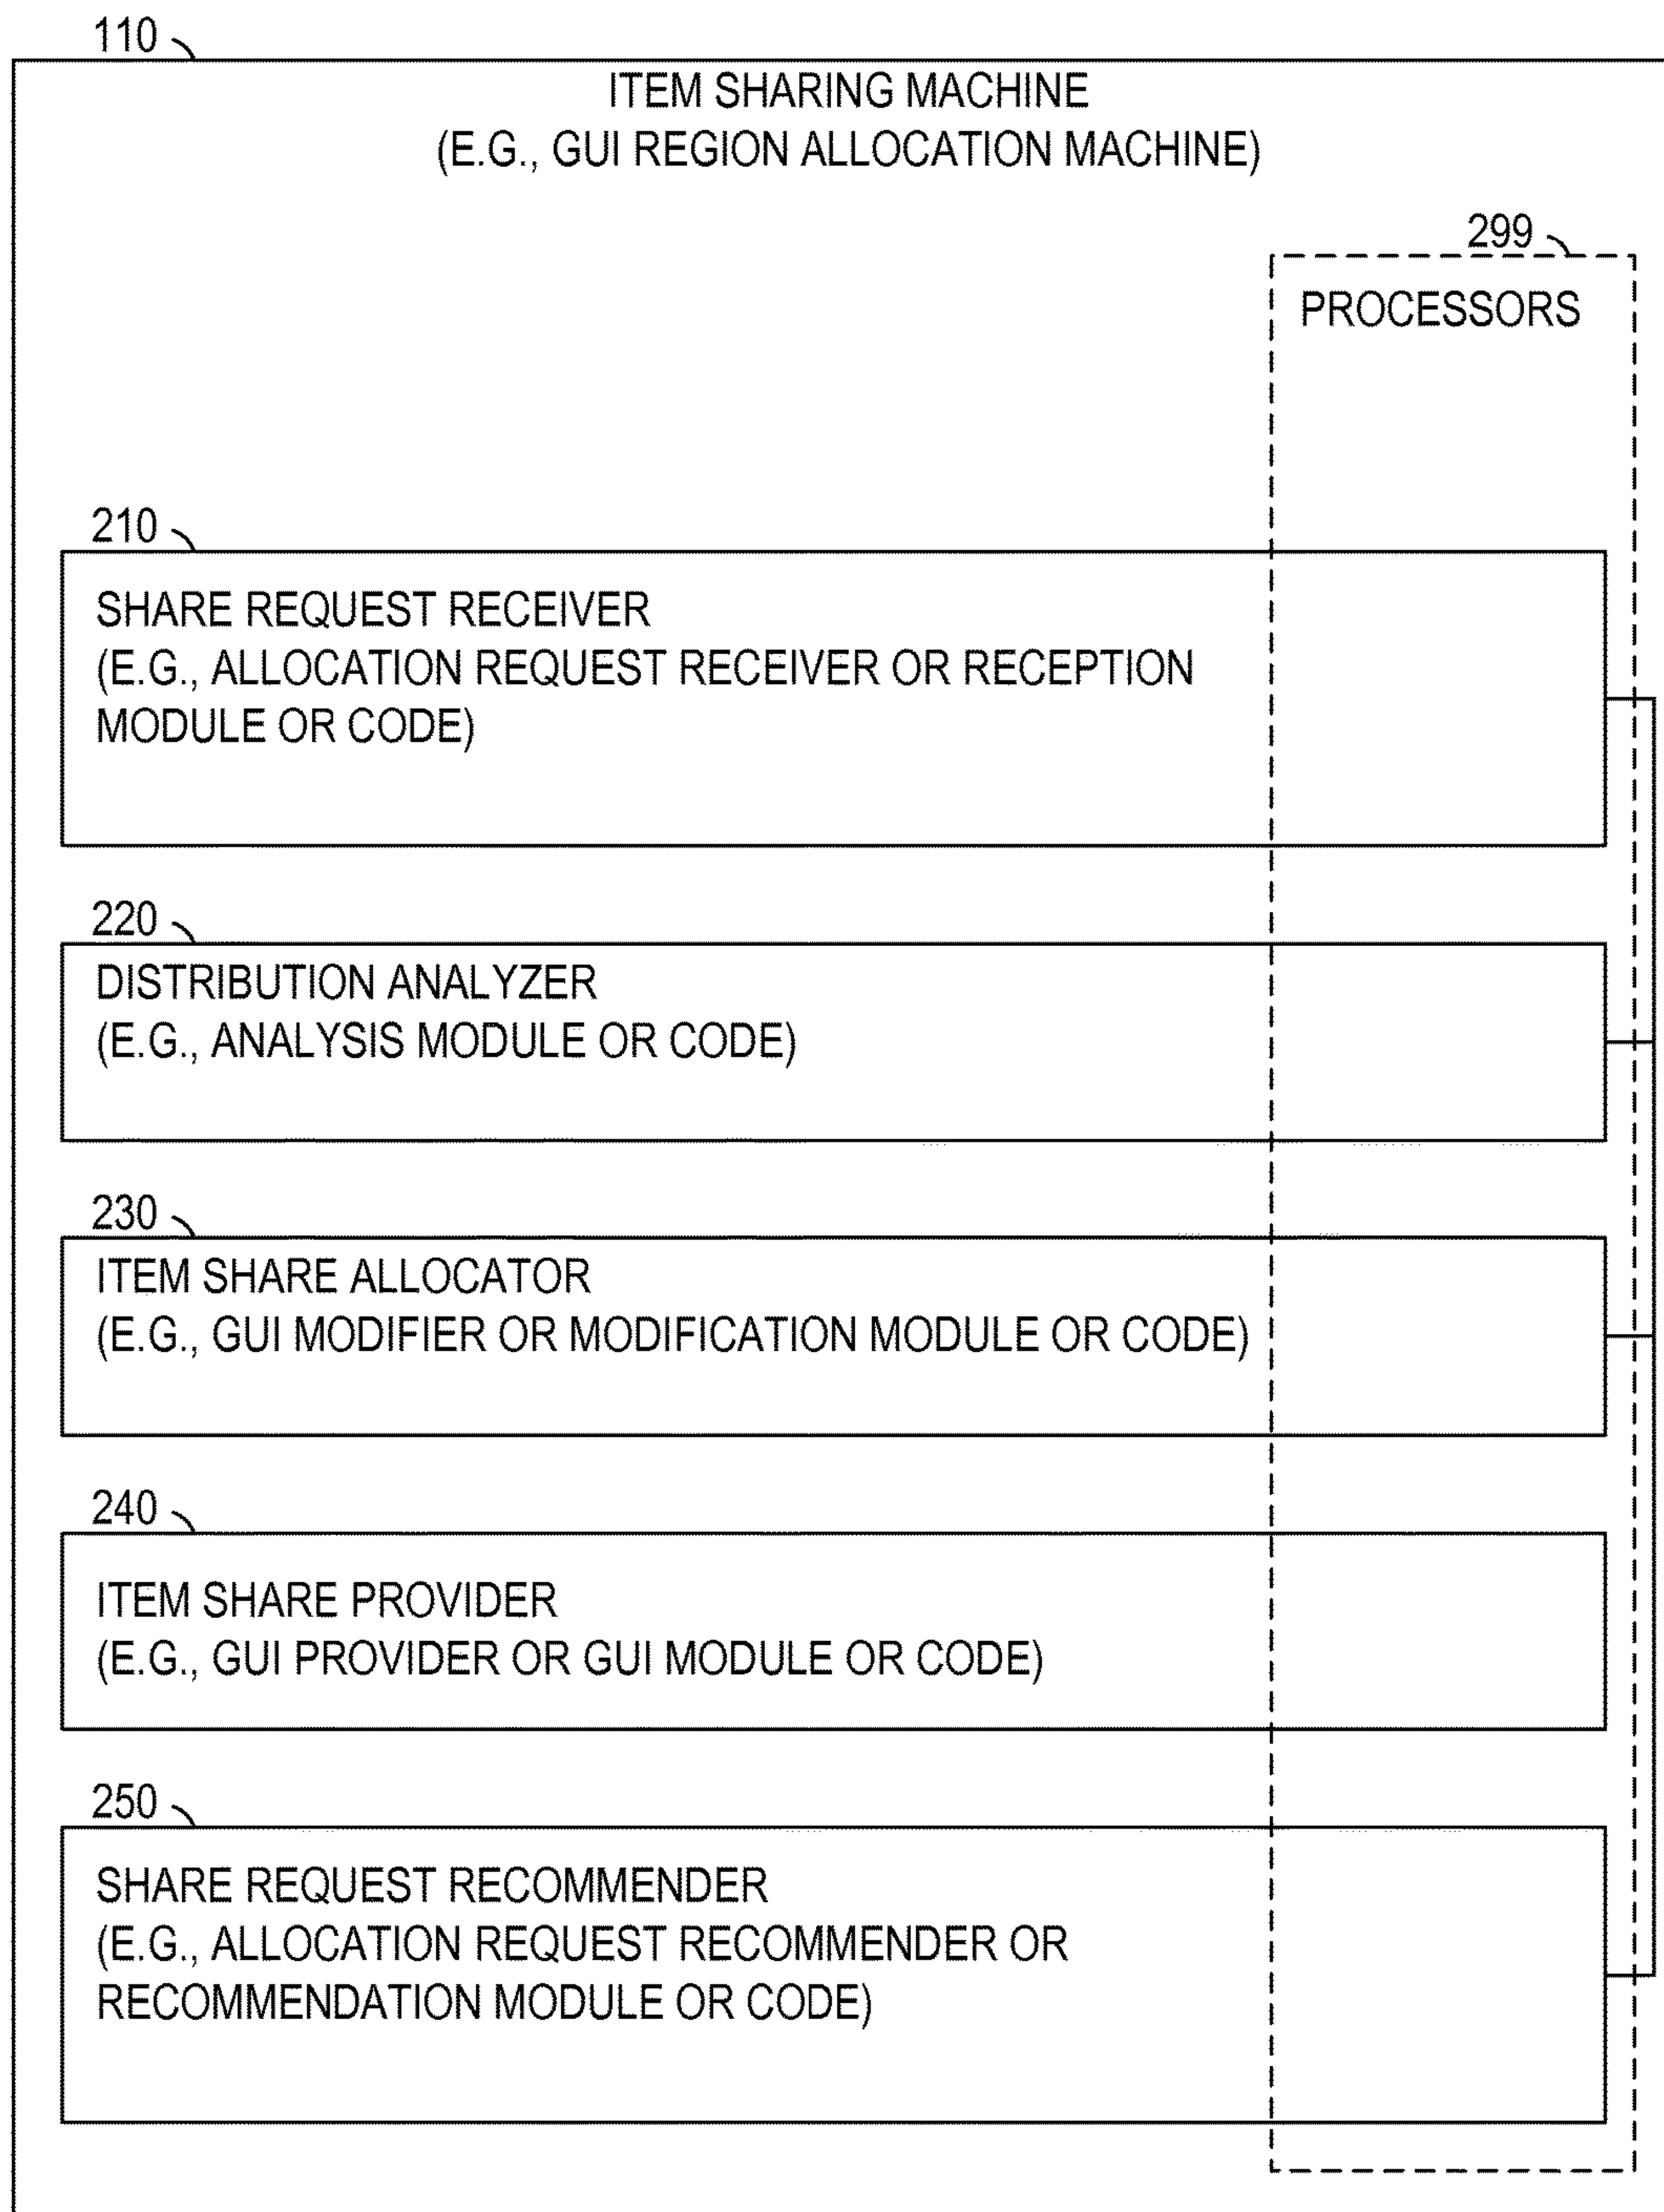 110
ITEM SHARING MACHINE
(E.G., GUI REGION ALLOCATION MACHINE)
299
PROCESSORS
210
SHARE REQUEST RECEIVER
(E.G., ALLOCATION REQUEST RECEIVER OR RECEPTION
MODULE OR CODE)
220
DISTRIBUTION ANALYZER
(E.G., ANALYSIS MODULE OR CODE)
230
ITEM SHARE ALLOCATOR
(E.G., GUI MODIFIER OR MODIFICATION MODULE OR CODE)
240
ITEM SHARE PROVIDER
(E.G., GUI PROVIDER OR GUI MODULE OR CODE)
250
SHARE REQUEST RECOMMENDER
(E.G., ALLOCATION REQUEST RECOMMENDER OR
RECOMMENDATION MODULE OR CODE)